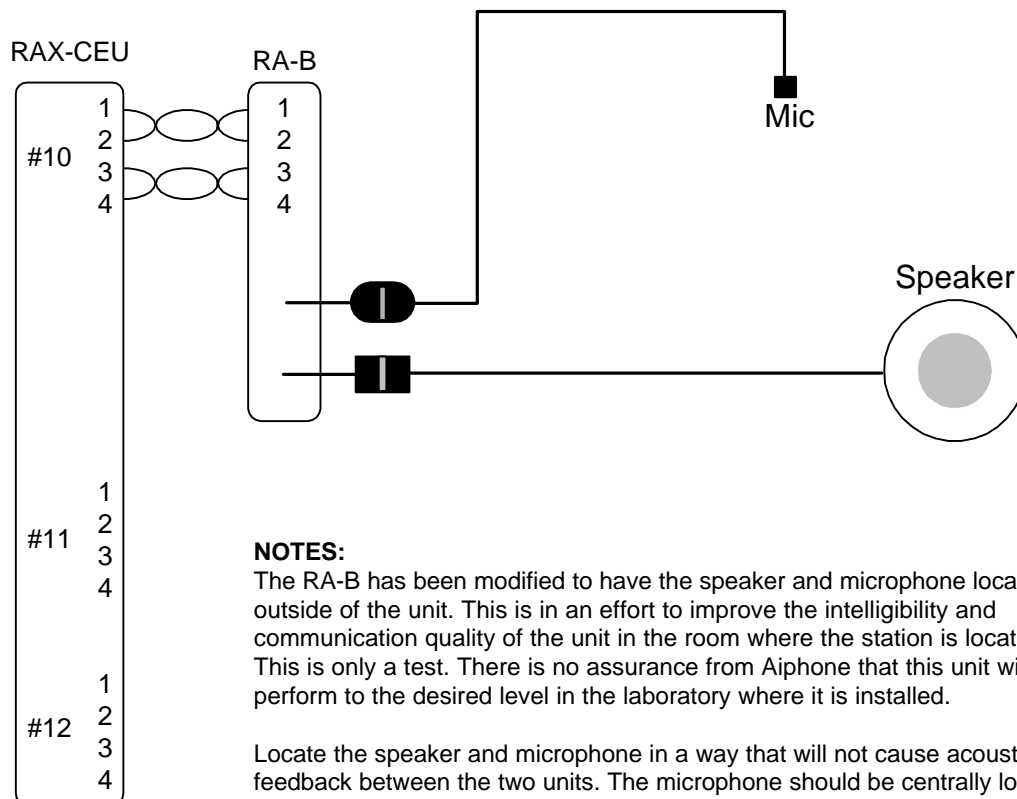 RAX-CEU
RA-B
#10
1
2
3
4
1
2
3
4
Mic
Speaker
#11
1
2
3
4
#12
1
2
3
4
NOTES:
The RA-B has been modified to have the speaker and microphone loca
outside of the unit. This is in an effort to improve the intelligibility and
communication quality of the unit in the room where the station is locat
This is only a test. There is no assurance from Aiphone that this unit wi
perform to the desired level in the laboratory where it is installed.
Locate the speaker and microphone in a way that will not cause acoust
feedback between the two units. The microphone should be centrally lo